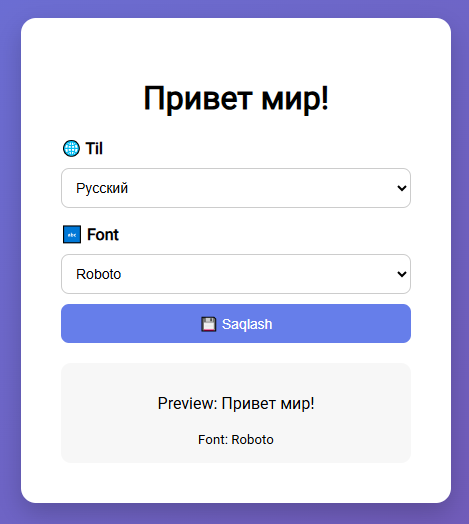 Привет мир!
🌐 Til
Русский
🔤 Font
Roboto
💾 Saqlash
Preview: Привет мир!
Font: Roboto